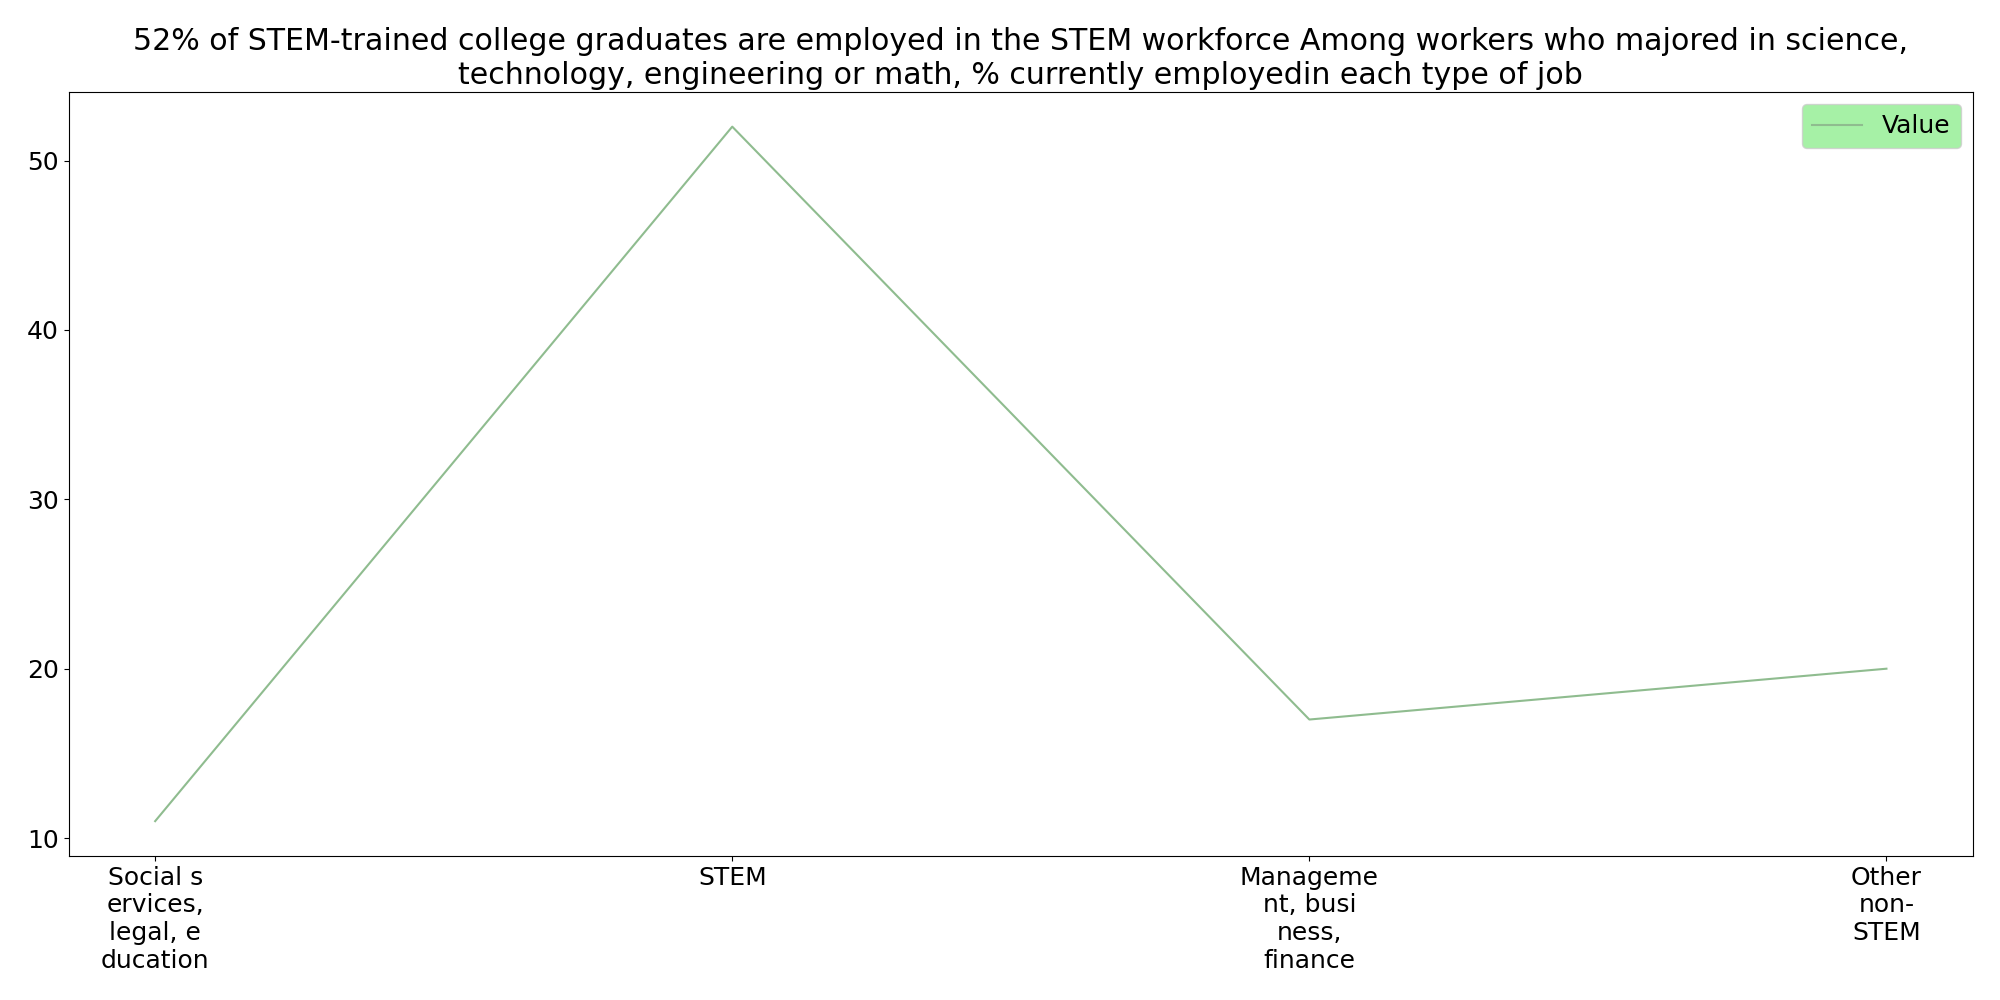 52% of STEM-trained college graduates are employed in the STEM workforce Among workers who majored in science,
technology, engineering or math, % currently employedin each type of job
Value
50
40
30
20
10
Social s
ervices,
legal, e
ducation
STEM
Manageme
nt, busi
ness,
finance
Other
non-
STEM